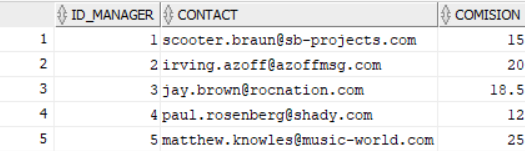 ID_MANAGER CONTACT COMISION
1 1 scooter.braun@sb-projects.com 15
2 2 irving.azoff@azoffmsg.com 20
3 3 jay.brown@rocnation.com 18.5
4 4 paul.rosenberg@shady.com 12
5 5 matthew.knowles@music-world.com 25